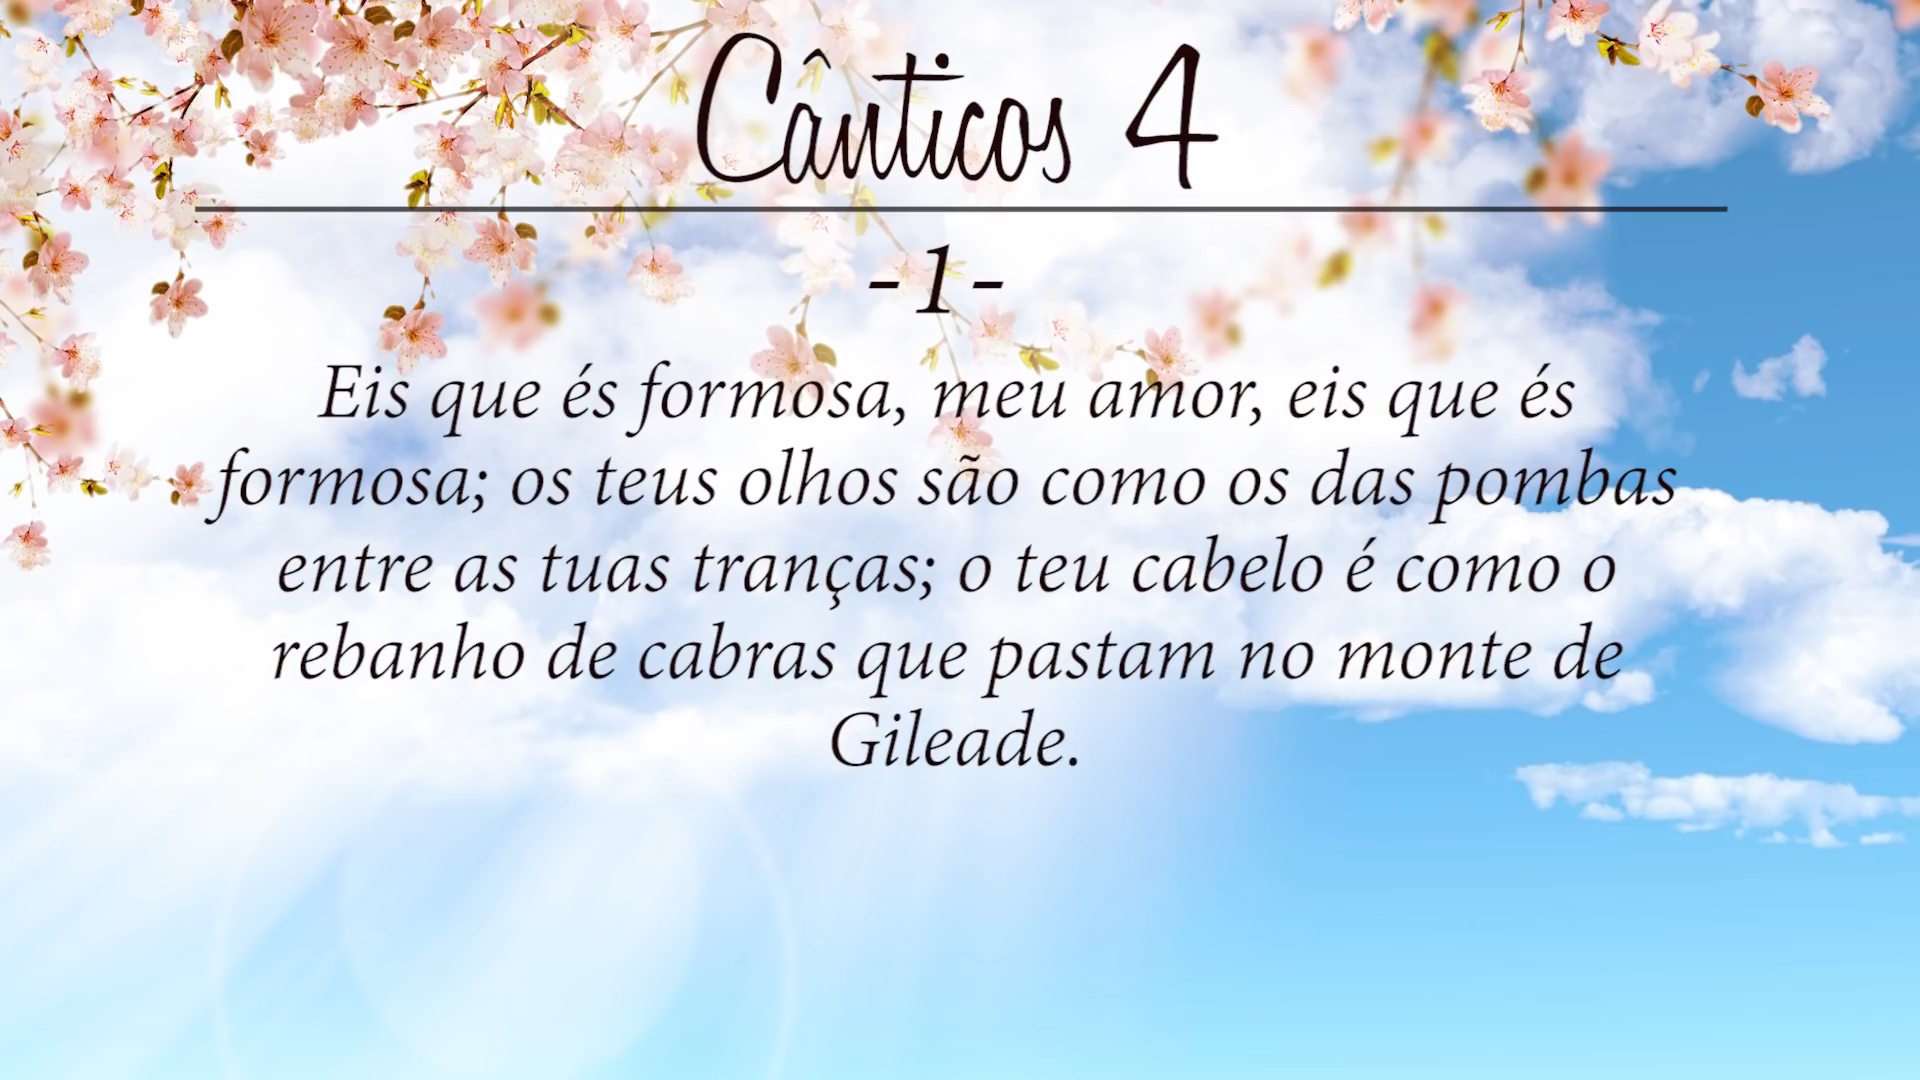 Cânticos 4
-1-
Eis que és formosa, meu amor, eis que és
formosa; os teus olhos são como os das pombas
entre as tuas tranças; o teu cabelo é como o
rebanho de cabras que pastam no monte de
Gileade.